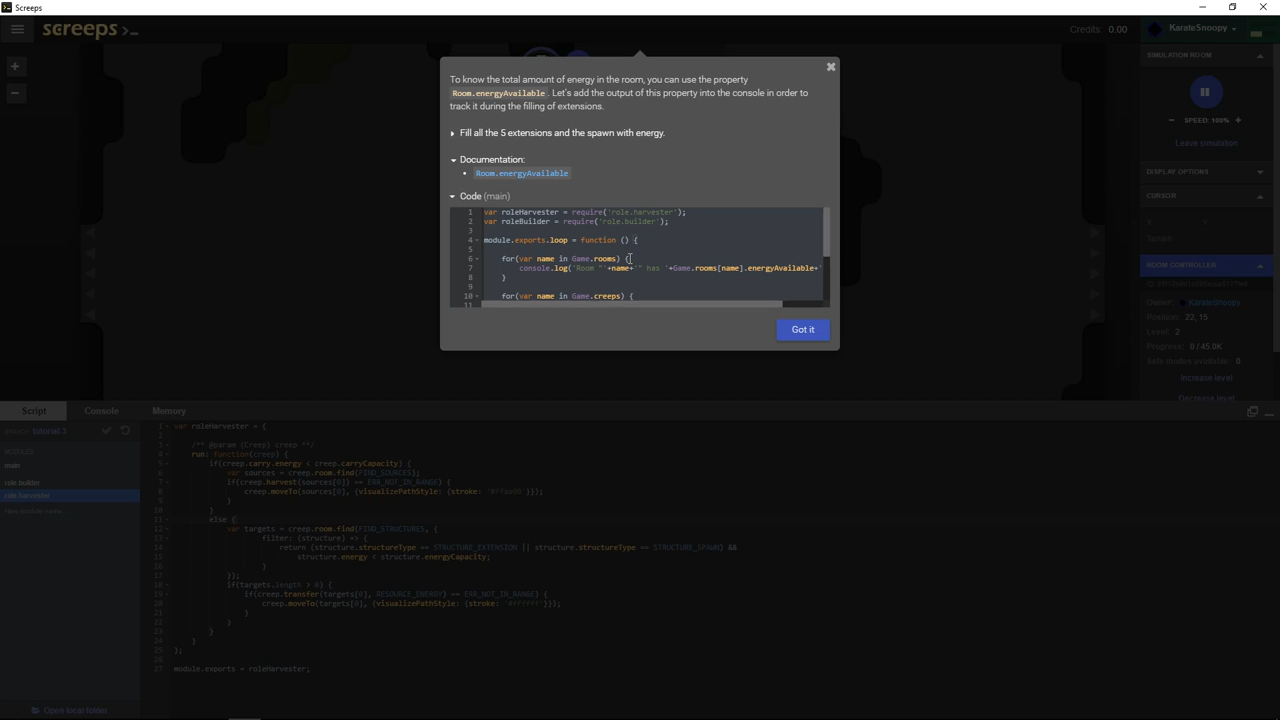 Screeps
screeps
Credits: 0.00
KarateSnoopy
To know the total amount of energy in the room, you can use the property
Room.energyAvailable. Let's add the output of this property into the console in order to
track it during the filling of extensions.
Fill all the 5 extensions and the spawn with energy.
Documentation:
Room.energyAvailable
Code (main)
1 var roleHarvester = require('role.harvester');
2 var roleBuilder = require('role.builder');
3
4 module.exports.loop = function () {
5
6 for(var name in Game.rooms) {
7 console.log('Room "'+name+'" has '+Game.rooms[name].energyAvailable+'
8 }
9
10 for(var name in Game.creeps) {
11
Got it
SIMULATION ROOM
SPEED: 100%
Leave simulation
DISPLAY OPTIONS
CURSOR
X: Y:
Terrain:
ROOM CONTROLLER
Owner: KarateSnoopy
Position: 22, 15
Level: 2
Progress: 0 / 45.0K
Safe modes available: 0
Increase level
Decrease level
Script Console Memory
tutorial-3
MODULES
main
role.builder
role.harvester
New module name...
Open local folder
1 var roleHarvester = {
2
3 /** @param {Creep} creep **/
4 run: function(creep) {
5 if(creep.carry.energy < creep.carryCapacity) {
6 var sources = creep.room.find(FIND_SOURCES);
7 if(creep.harvest(sources[0]) == ERR_NOT_IN_RANGE) {
8 creep.moveTo(sources[0], {visualizePathStyle: {stroke: '#ffaa00'}});
9 }
10 }
11 else {
12 var targets = creep.room.find(FIND_STRUCTURES, {
13 filter: (structure) => {
14 return (structure.structureType == STRUCTURE_EXTENSION || structure.structureType == STRUCTURE_SPAWN) &&
15 structure.energy < structure.energyCapacity;
16 }
17 });
18 if(targets.length > 0) {
19 if(creep.transfer(targets[0], RESOURCE_ENERGY) == ERR_NOT_IN_RANGE) {
20 creep.moveTo(targets[0], {visualizePathStyle: {stroke: '#ffffff'}});
21 }
22 }
23 }
24 }
25 };
26
27 module.exports = roleHarvester;